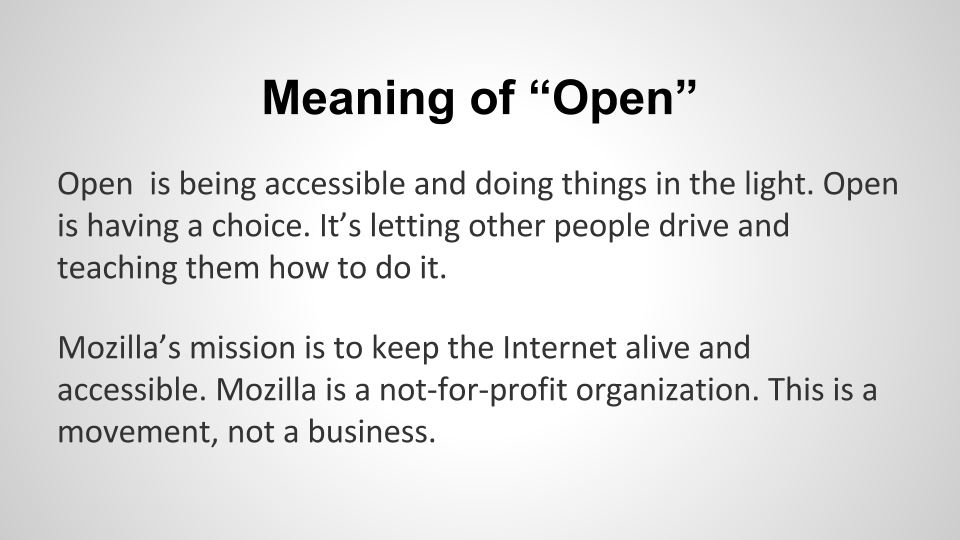 Meaning of “Open”
Open  is being accessible and doing things in the light. Open
is having a choice. It’s letting other people drive and
teaching them how to do it.
Mozilla’s mission is to keep the Internet alive and
accessible. Mozilla is a not-for-profit organization. This is a
movement, not a business.